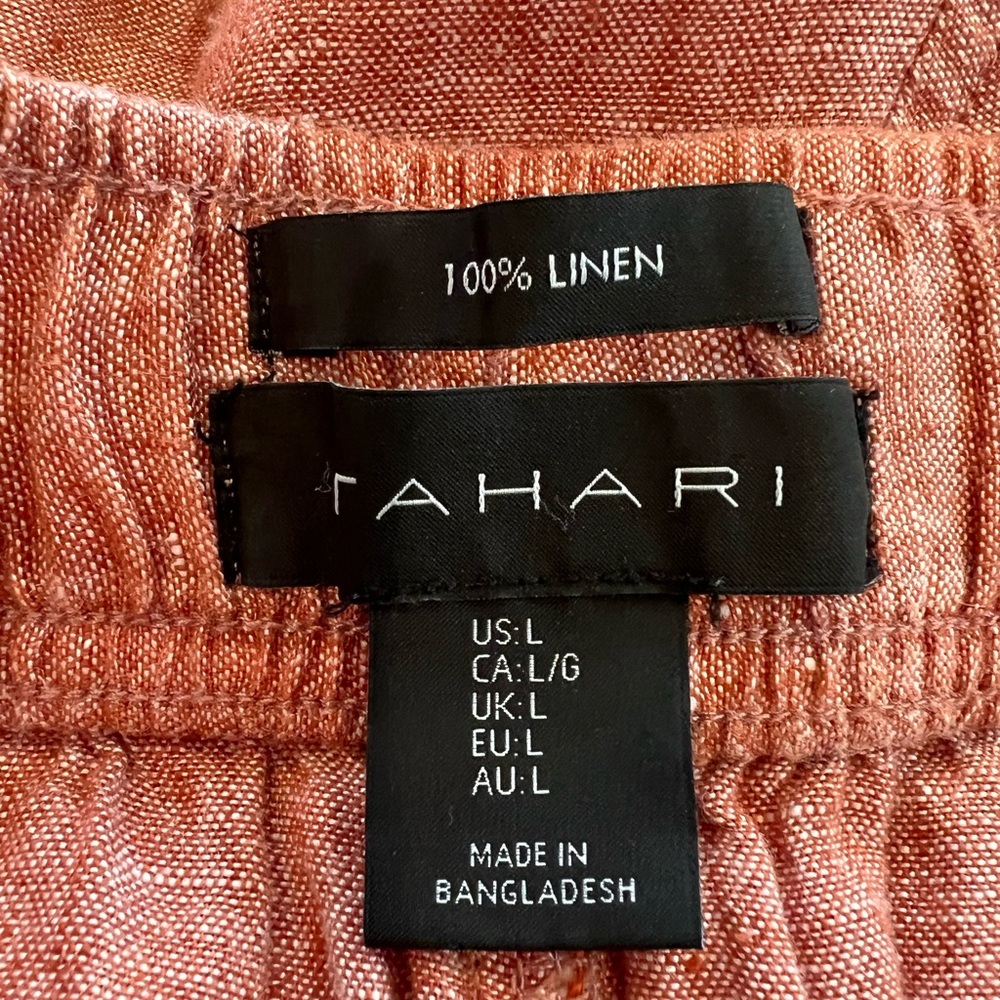 100% LINEN
TAHARI
US: L
CA: L/G
UK: L
EU: L
AU: L
MADE IN
BANGLADESH